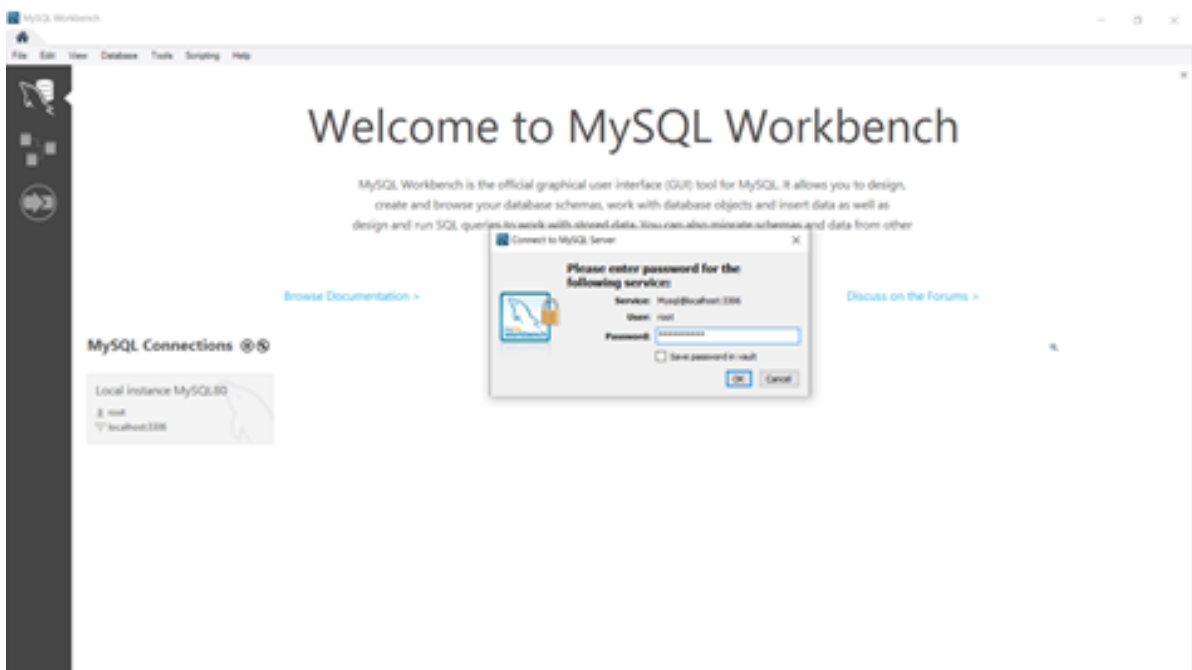 MySQL Workbench
File Edit View Database Tools Scripting Help
Welcome to MySQL Workbench
MySQL Workbench is the official graphical user interface (GUI) tool for MySQL. It allows you to design,
create and browse your database schemas, work with database objects and insert data as well as
design and run SQL queries to work with stored data. You can also migrate schemas and data from other
Connect to MySQL Server
Please enter password for the
following service:
Service: Mysql@localhost:3306
User: root
Password: **********
Save password in vault
OK Cancel
Browse Documentation >
Discuss on the Forums >
MySQL Connections
Local instance MySQL80
root
localhost:3306